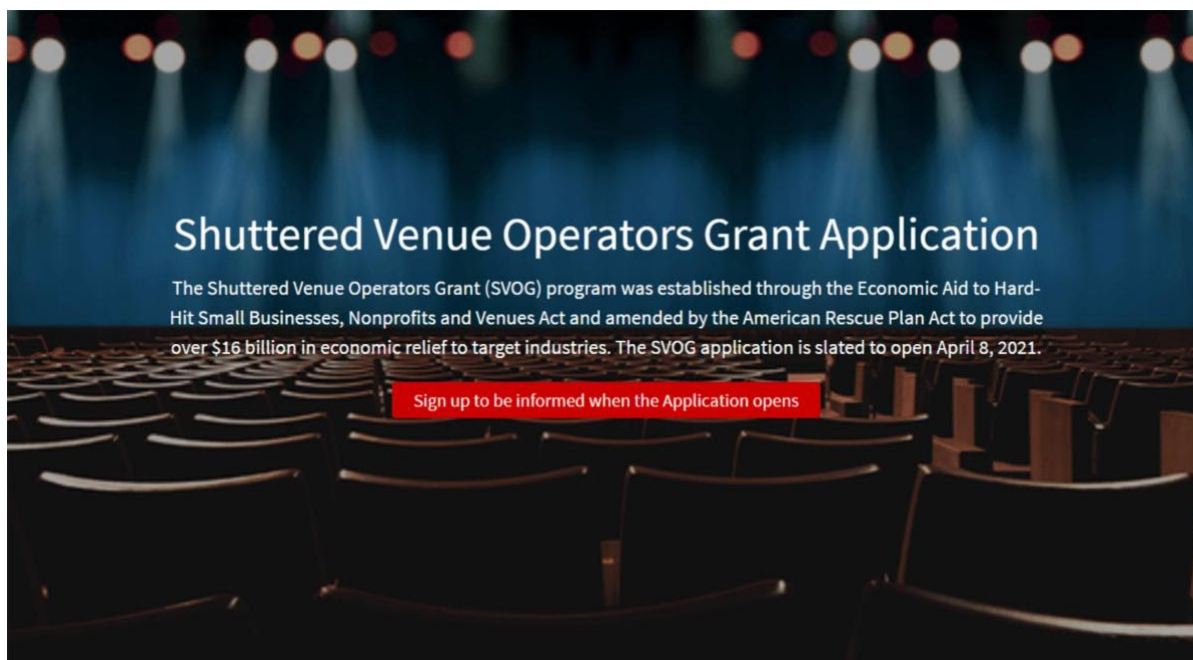 Shuttered Venue Operators Grant Application
The Shuttered Venue Operators Grant (SVOG) program was established through the Economic Aid to Hard-
Hit Small Businesses, Nonprofits and Venues Act and amended by the American Rescue Plan Act to provide
over $16 billion in economic relief to target industries. The SVOG application is slated to open April 8, 2021.
Sign up to be informed when the Application opens